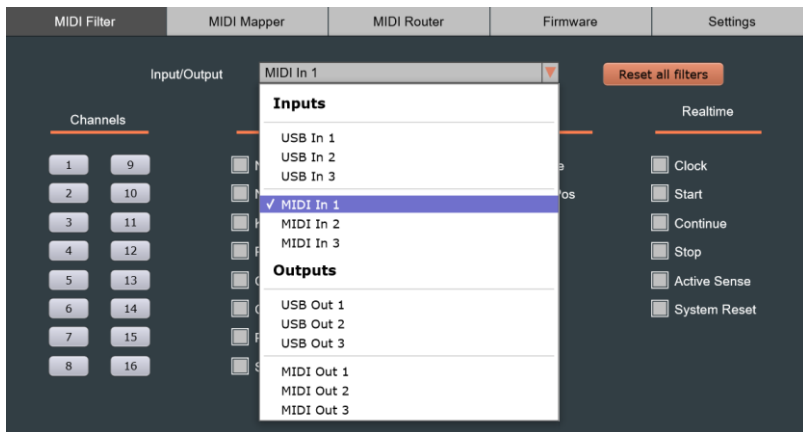 MIDI Filter
MIDI Mapper
MIDI Router
Firmware
Settings
Input/Output
MIDI In 1
Reset all filters
Channels
1 9
2 10
3 11
4 12
5 13
6 14
7 15
8 16
Inputs
USB In 1
USB In 2
USB In 3
✓ MIDI In 1
MIDI In 2
MIDI In 3
Outputs
USB Out 1
USB Out 2
USB Out 3
MIDI Out 1
MIDI Out 2
MIDI Out 3
Realtime
Clock
Start
Continue
Stop
Active Sense
System Reset